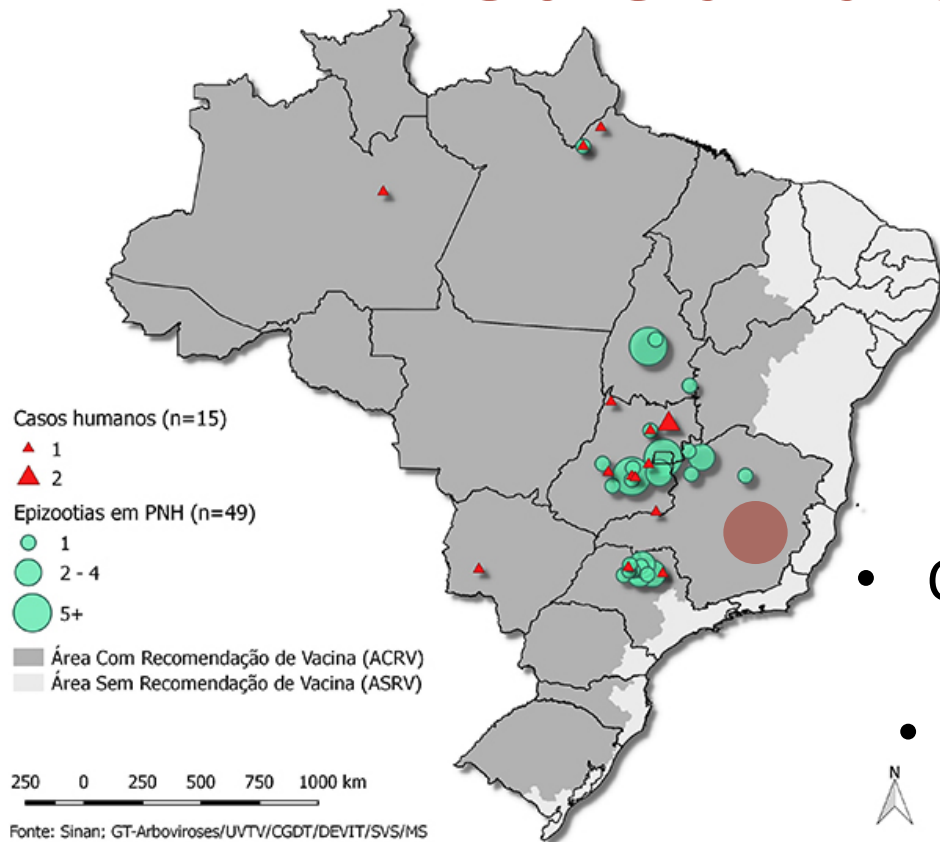 Casos humanos (n=15)
1
2
Epizootias em PNH (n=49)
1
2 - 4
5+
Área Com Recomendação de Vacina (ACRV)
Área Sem Recomendação de Vacina (ASRV)
250 0 250 500 750 1000 km
Fonte: Sinan; GT-Arboviroses/UVTV/CGDT/DEVIT/SVS/MS
N